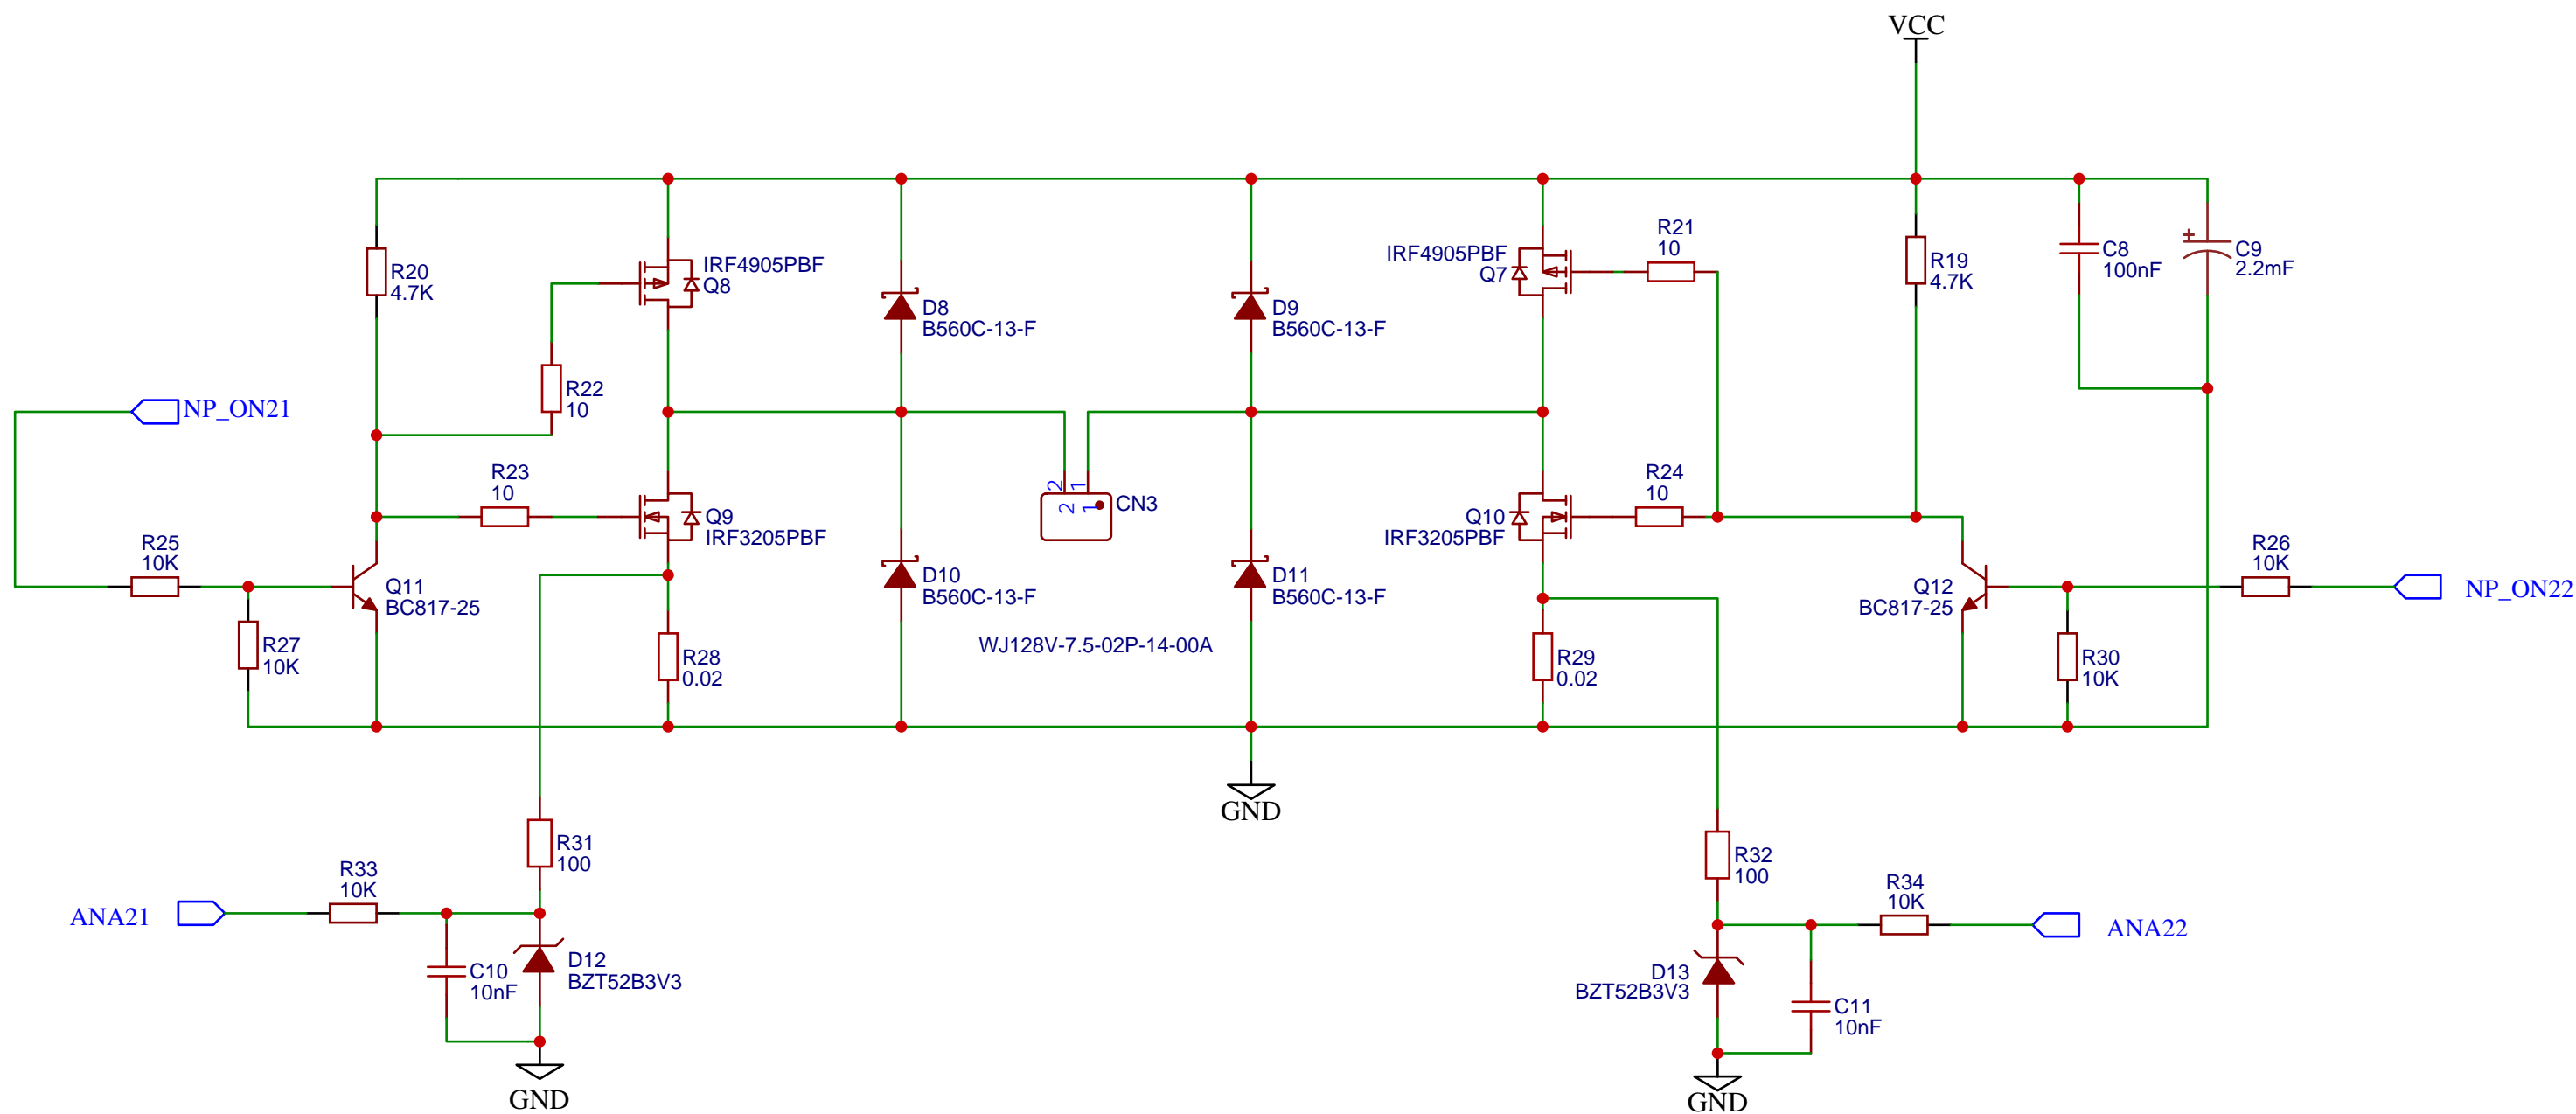 VCC
R20
4.7K
IRF4905PBF
Q8
R22
10
NP_ON21
R23
10
Q9
IRF3205PBF
R25
10K
Q11
BC817-25
R27
10K
R28
0.02
D8
B560C-13-F
D9
B560C-13-F
D10
B560C-13-F
D11
B560C-13-F
2
1
2
1
CN3
WJ128V-7.5-02P-14-00A
IRF4905PBF
Q7
R21
10
R24
10
Q10
IRF3205PBF
R29
0.02
R19
4.7K
C8
100nF
C9
2.2mF
Q12
BC817-25
R26
10K
NP_ON22
R30
10K
GND
R31
100
R33
10K
ANA21
C10
10nF
D12
BZT52B3V3
GND
R32
100
R34
10K
ANA22
D13
BZT52B3V3
C11
10nF
GND